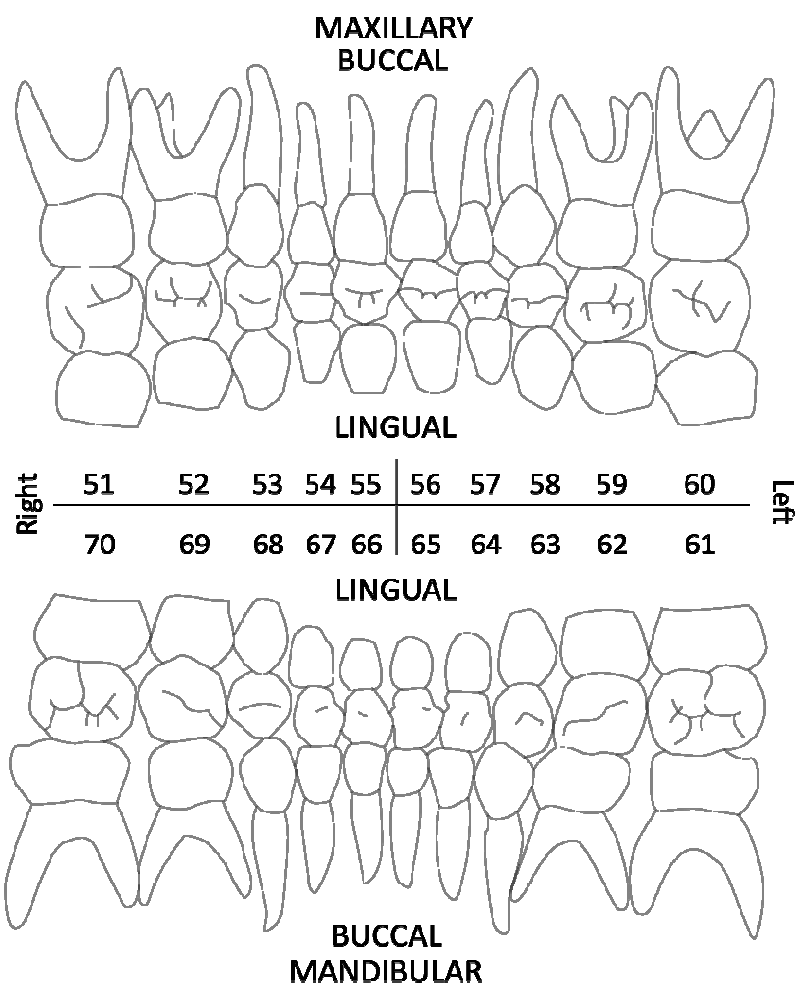 MAXILLARY
BUCCAL
LINGUAL
Right
51 52 53 54 55 56 57 58 59 60
Left
70 69 68 67 66 65 64 63 62 61
LINGUAL
BUCCAL
MANDIBULAR